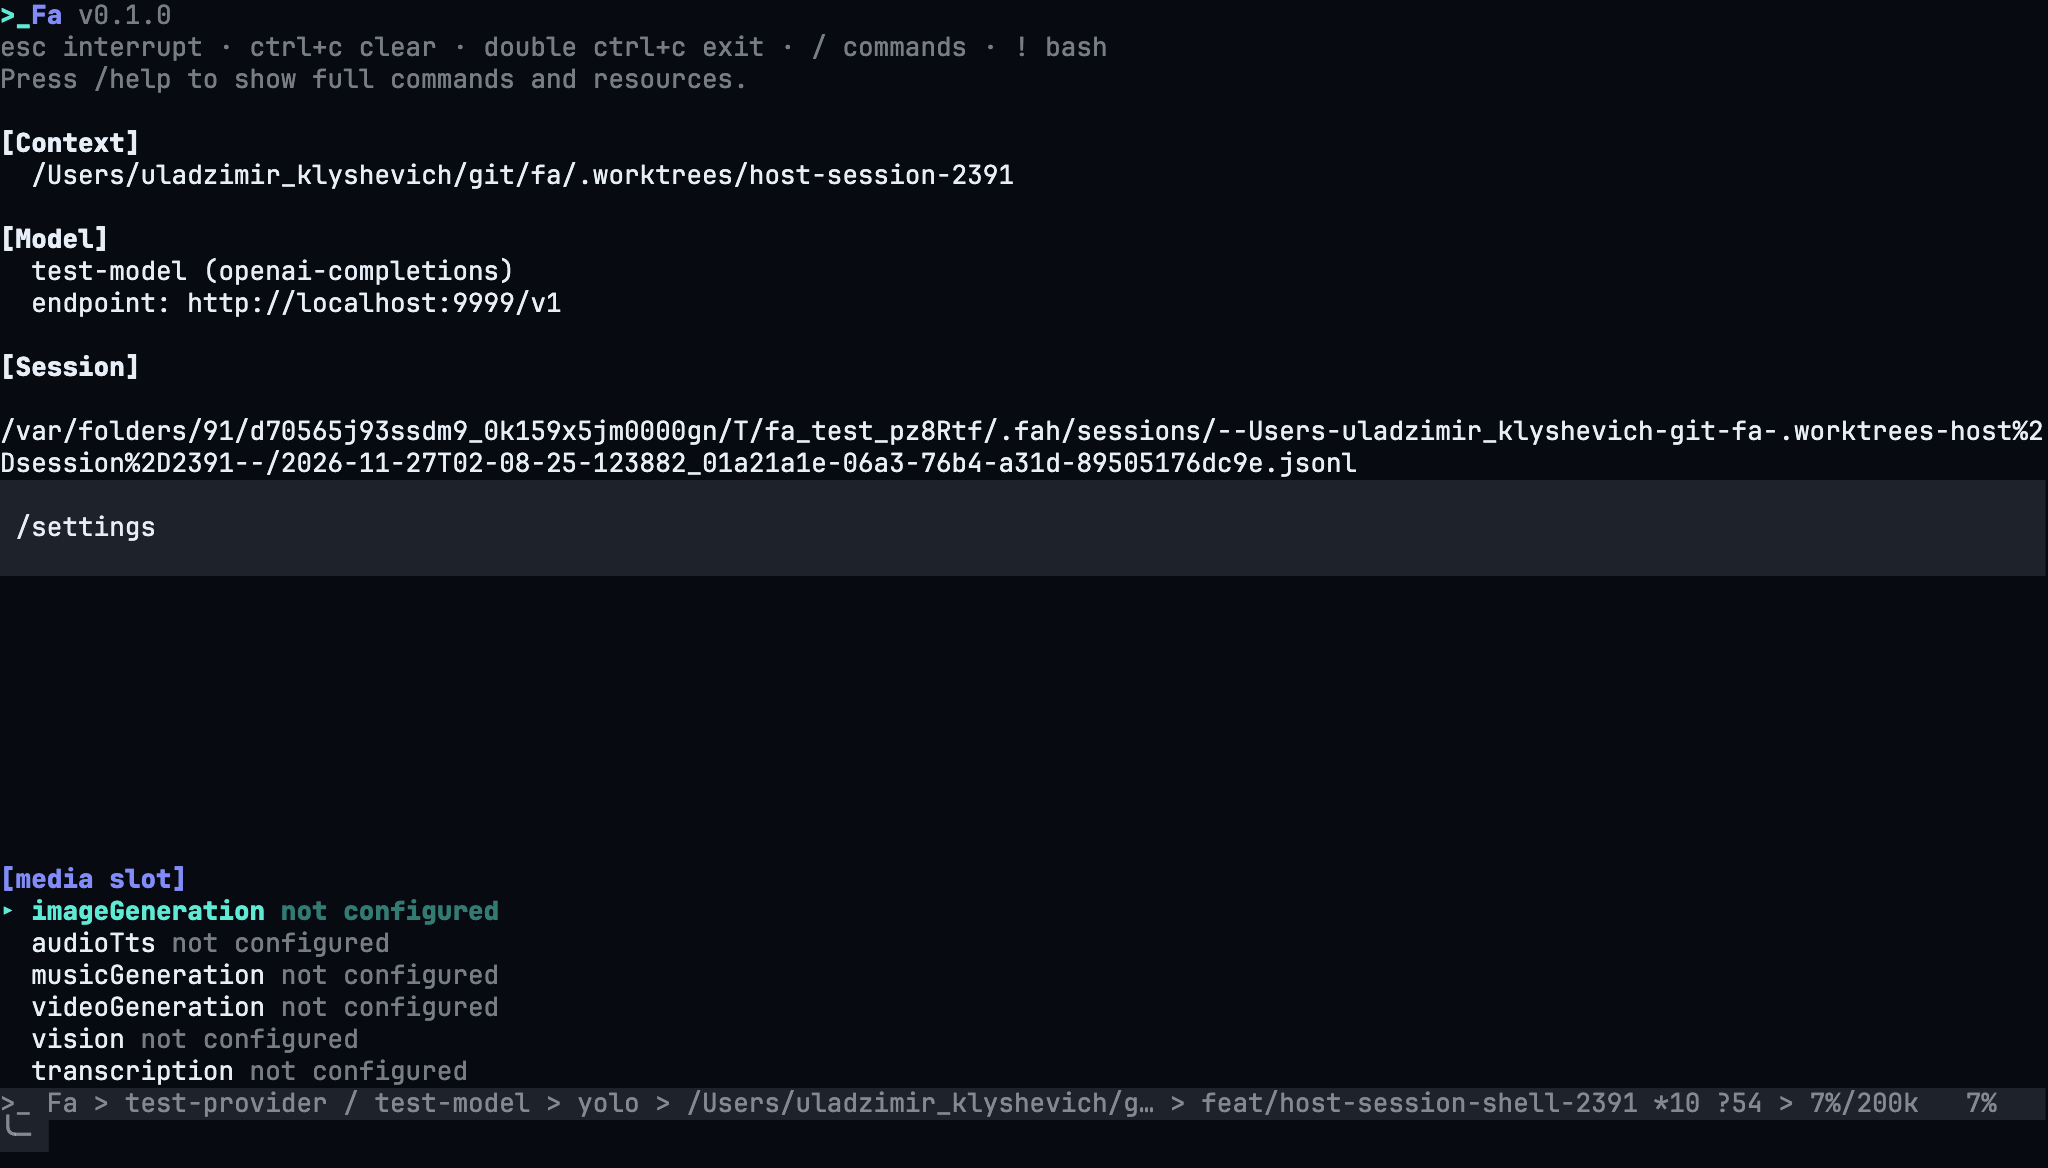 >_Fa v0.1.0
esc interrupt · ctrl+c clear · double ctrl+c exit · / commands · ! bash
Press /help to show full commands and resources.
[Context]
/Users/uladzimir_klyshevich/git/fa/.worktrees/host-session-2391
[Model]
test-model (openai-completions)
endpoint: http://localhost:9999/v1
[Session]
/var/folders/91/d70565j93ssdm9_0k159x5jm0000gn/T/fa_test_pz8Rtf/.fah/sessions/--Users-uladzimir_klyshevich-git-fa-.worktrees-host%2
Dsession%2D2391--/2026-11-27T02-08-25-123882_01a21a1e-06a3-76b4-a31d-89505176dc9e.jsonl
/settings
[media slot]
▸ imageGeneration not configured
audioTts not configured
musicGeneration not configured
videoGeneration not configured
vision not configured
transcription not configured
>_ Fa > test-provider / test-model > yolo > /Users/uladzimir_klyshevich/g… > feat/host-session-shell-2391 *10 ?54 > 7%/200k 7%